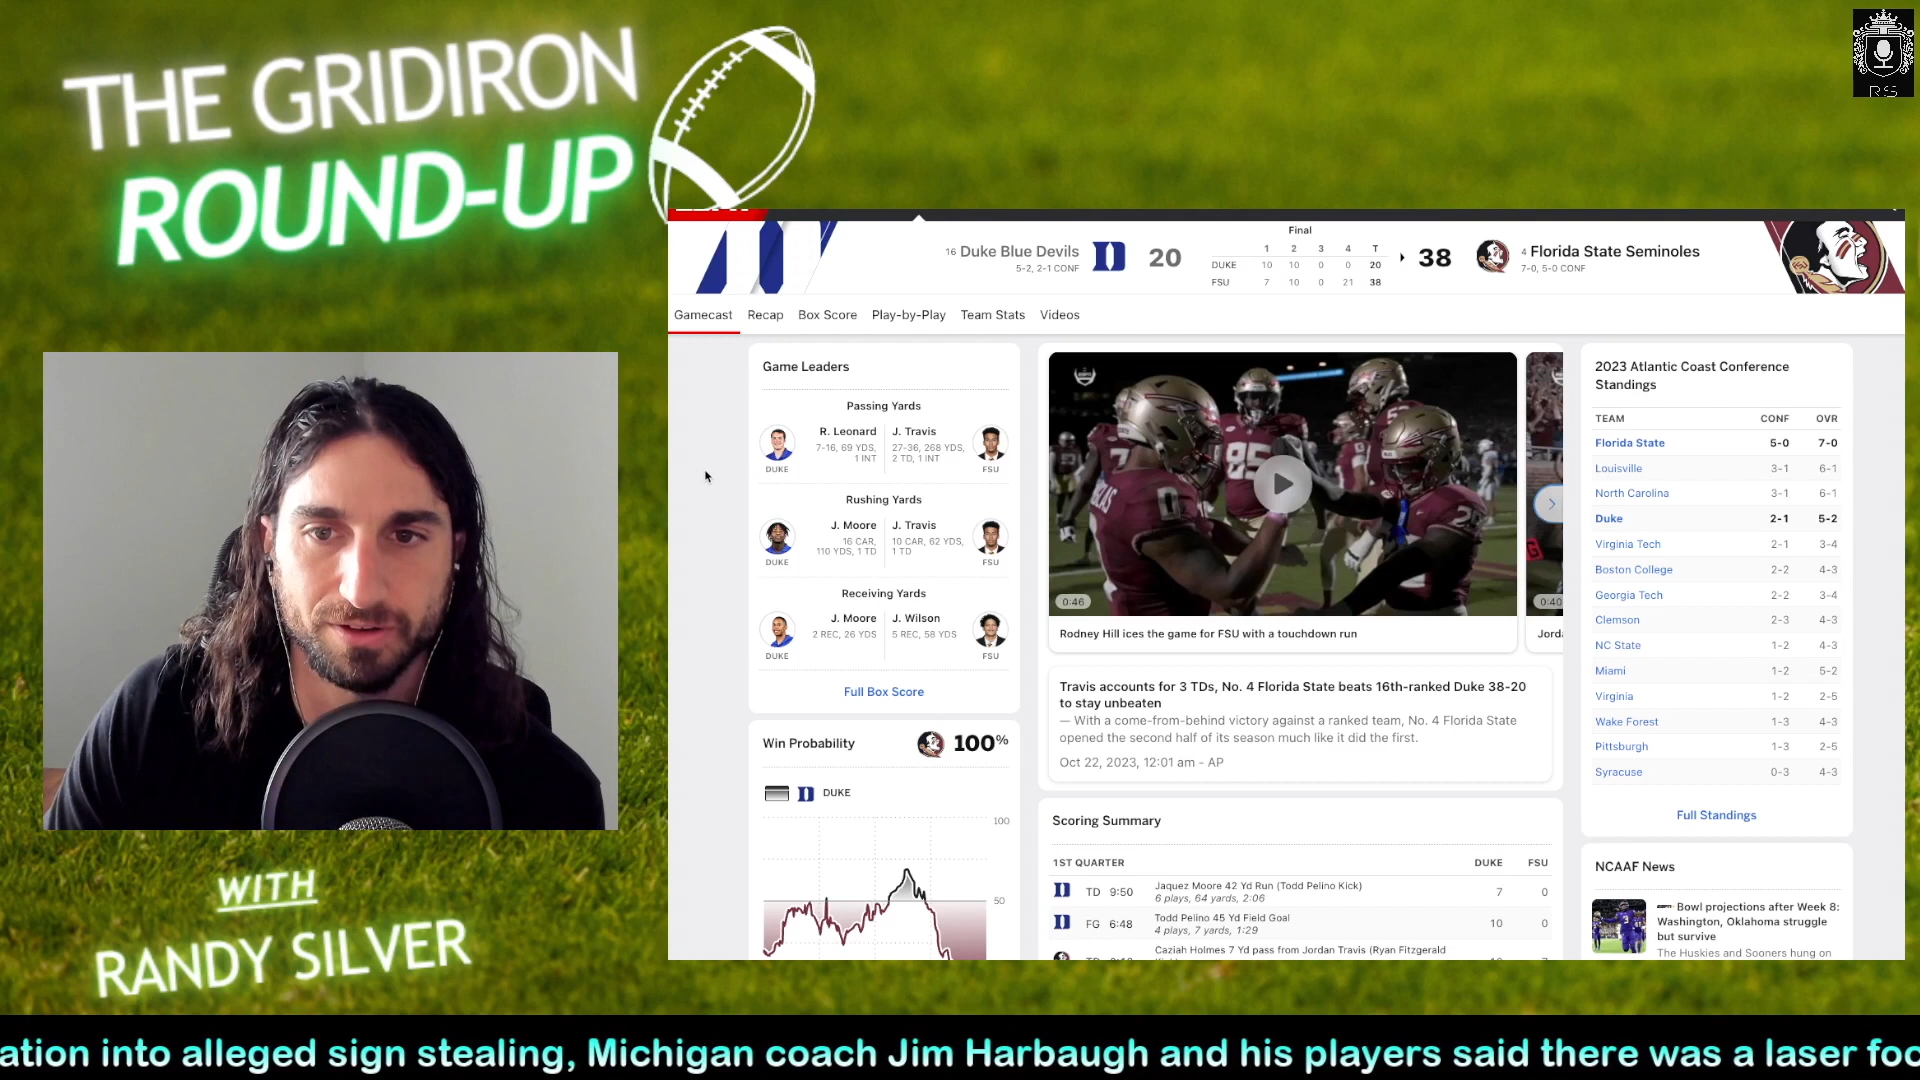 THE GRIDIRON
ROUND-UP
RS
Final
16 Duke Blue Devils
5-2, 2-1 CONF
20
1 2 3 4 T
DUKE 10 10 0 0 20
FSU 7 10 0 21 38
38
4 Florida State Seminoles
7-0, 5-0 CONF
Gamecast Recap Box Score Play-by-Play Team Stats Videos
Game Leaders
Passing Yards
R. Leonard
7-16, 69 YDS,
1 INT
DUKE
J. Travis
27-36, 268 YDS,
2 TD, 1 INT
FSU
Rushing Yards
J. Moore
16 CAR,
110 YDS, 1 TD
DUKE
J. Travis
10 CAR, 62 YDS,
1 TD
FSU
Receiving Yards
J. Moore
2 REC, 26 YDS
DUKE
J. Wilson
5 REC, 58 YDS
FSU
Full Box Score
Win Probability
100%
DUKE
100
50
85
0:46
0:40
Rodney Hill ices the game for FSU with a touchdown run
Jorda
Travis accounts for 3 TDs, No. 4 Florida State beats 16th-ranked Duke 38-20
to stay unbeaten
— With a come-from-behind victory against a ranked team, No. 4 Florida State
opened the second half of its season much like it did the first.
Oct 22, 2023, 12:01 am - AP
Scoring Summary
1ST QUARTER DUKE FSU
TD 9:50 Jaquez Moore 42 Yd Run (Todd Pelino Kick) 7 0
6 plays, 64 yards, 2:06
FG 6:48 Todd Pelino 45 Yd Field Goal 10 0
4 plays, 7 yards, 1:29
Caziah Holmes 7 Yd pass from Jordan Travis (Ryan Fitzgerald
2023 Atlantic Coast Conference
Standings
TEAM CONF OVR
Florida State 5-0 7-0
Louisville 3-1 6-1
North Carolina 3-1 6-1
Duke 2-1 5-2
Virginia Tech 2-1 3-4
Boston College 2-2 4-3
Georgia Tech 2-2 3-4
Clemson 2-3 4-3
NC State 1-2 4-3
Miami 1-2 5-2
Virginia 1-2 2-5
Wake Forest 1-3 4-3
Pittsburgh 1-3 2-5
Syracuse 0-3 4-3
Full Standings
NCAAF News
Bowl projections after Week 8:
Washington, Oklahoma struggle
but survive
The Huskies and Sooners hung on
WITH
RANDY SILVER
ation into alleged sign stealing, Michigan coach Jim Harbaugh and his players said there was a laser foc